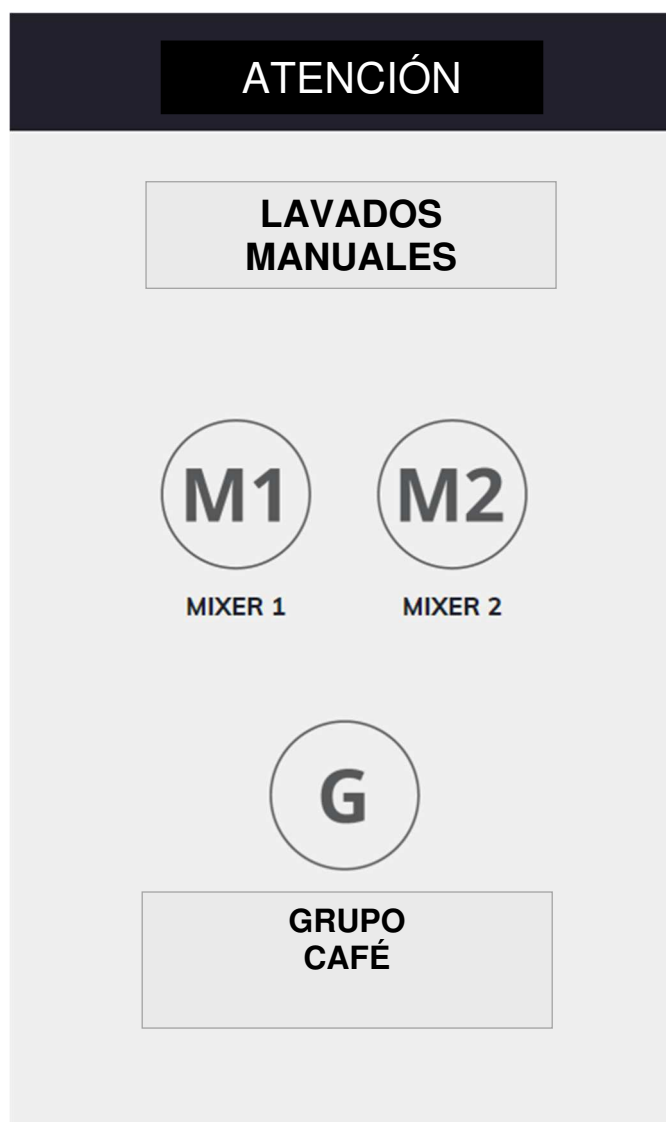 ATENCIÓN
LAVADOS
MANUALES
M1 M2
MIXER 1 MIXER 2
G
GRUPO
CAFÉ